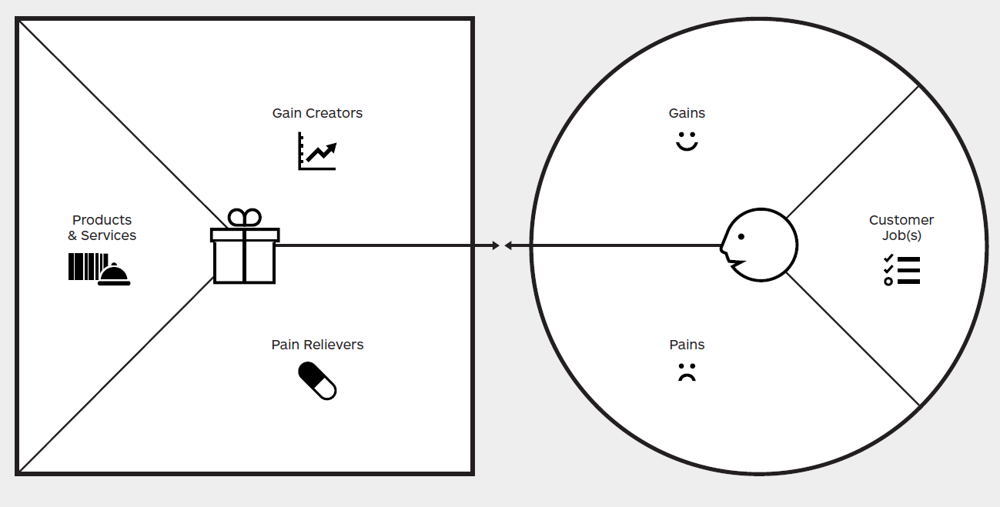 Gain Creators
Products
& Services
Pain Relievers
Gains
Customer
Job(s)
Pains